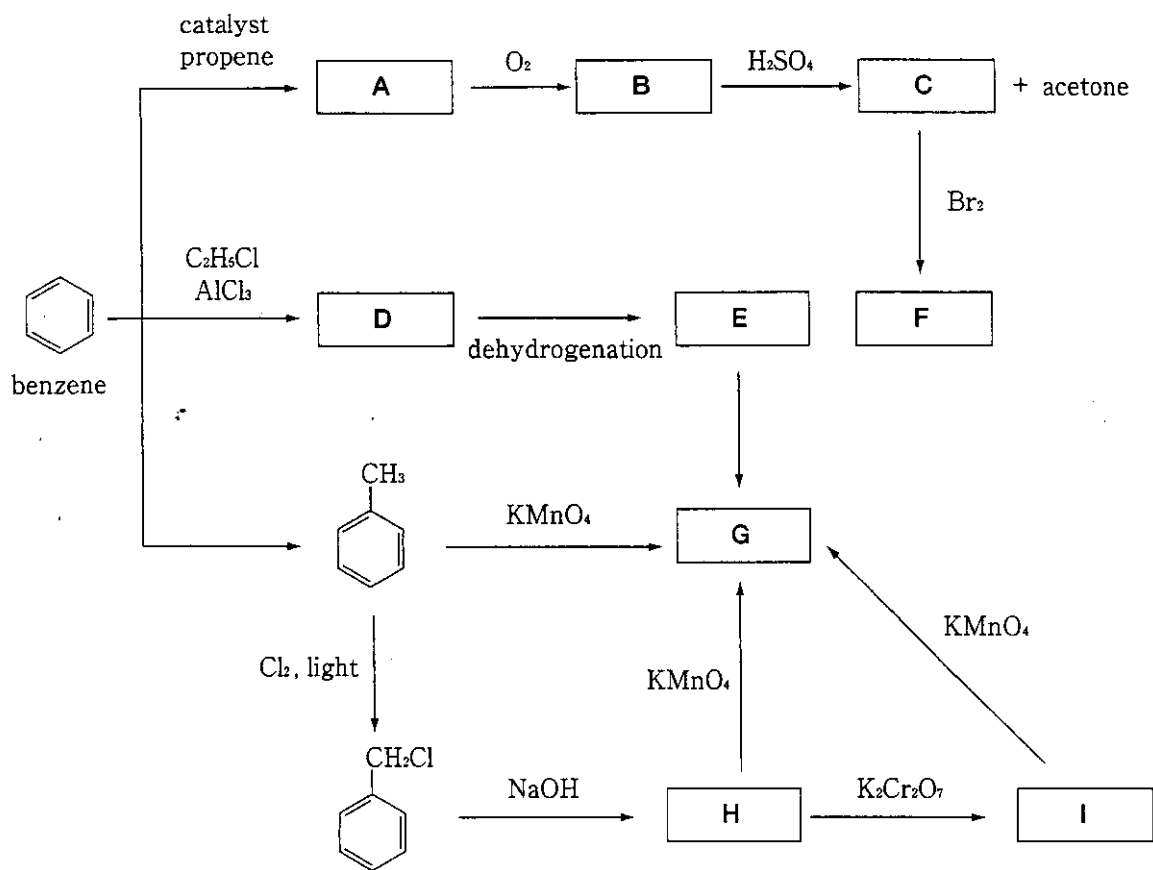 catalyst
propene
A
O₂
B
H₂SO₄
C
+ acetone
Br₂
C₂H₅Cl
AlCl₃
benzene
D
dehydrogenation
E
F
CH₃
KMnO₄
G
Cl₂, light
KMnO₄
KMnO₄
CH₂Cl
NaOH
H
K₂Cr₂O₇
I